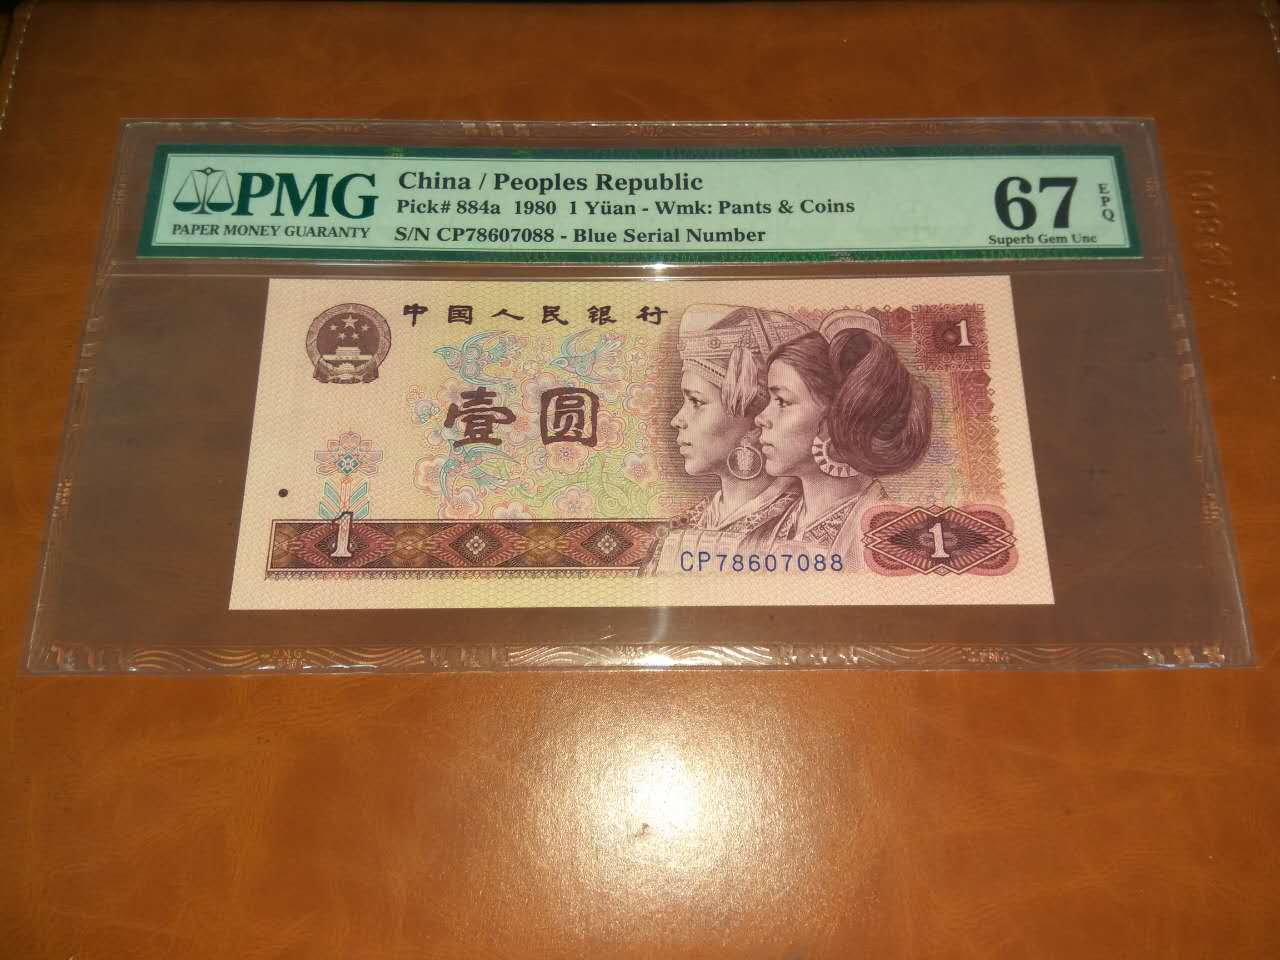 PMG
PAPER MONEY GUARANTY
China / Peoples Republic
Pick# 884a 1980 1 Yüan - Wmk: Pants & Coins
S/N CP78607088 - Blue Serial Number
67
EPQ
Superb Gem Unc
中国人民银行
1
壹圆
1
CP78607088
1
PMG